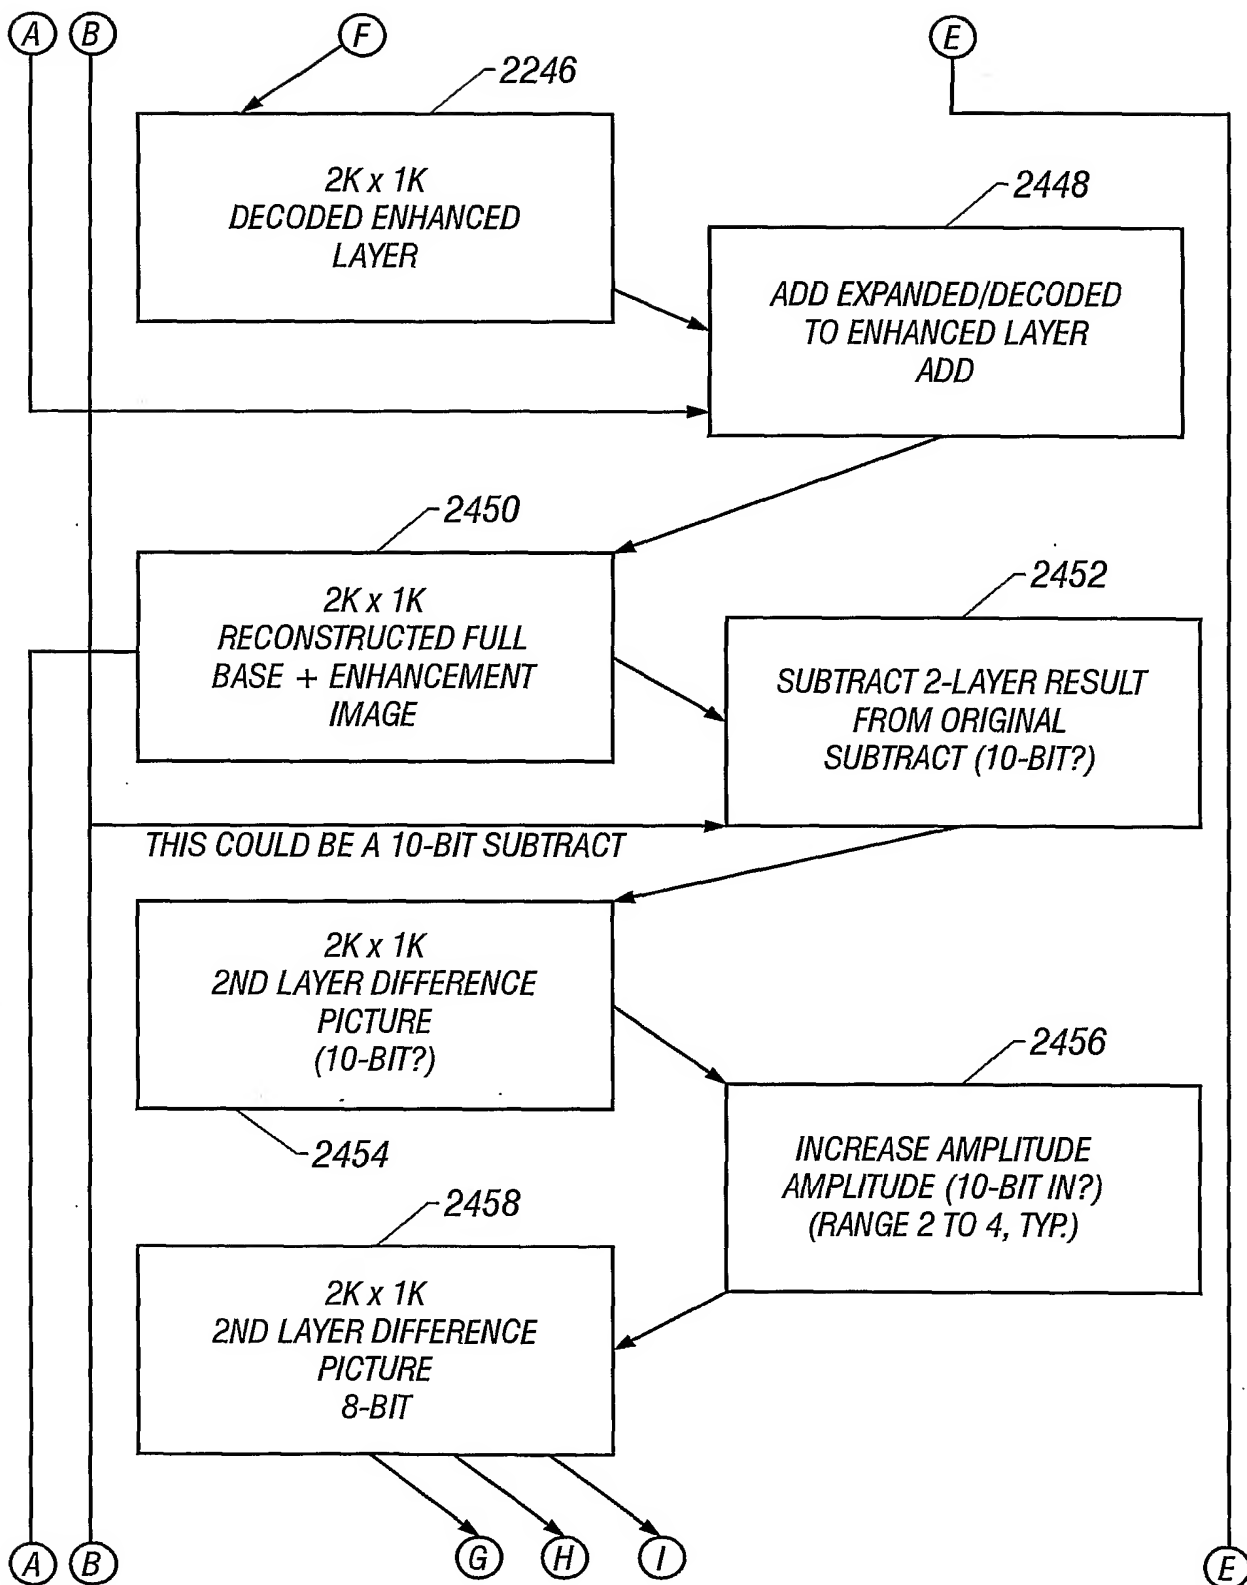 A B F E
2246
2K x 1K
DECODED ENHANCED
LAYER
2448
ADD EXPANDED/DECODED
TO ENHANCED LAYER
ADD
2450
2K x 1K
RECONSTRUCTED FULL
BASE + ENHANCEMENT
IMAGE
2452
SUBTRACT 2-LAYER RESULT
FROM ORIGINAL
SUBTRACT (10-BIT?)
THIS COULD BE A 10-BIT SUBTRACT
2K x 1K
2ND LAYER DIFFERENCE
PICTURE
(10-BIT?)
2454
2456
INCREASE AMPLITUDE
AMPLITUDE (10-BIT IN?)
(RANGE 2 TO 4, TYP.)
2458
2K x 1K
2ND LAYER DIFFERENCE
PICTURE
8-BIT
A B G H I E